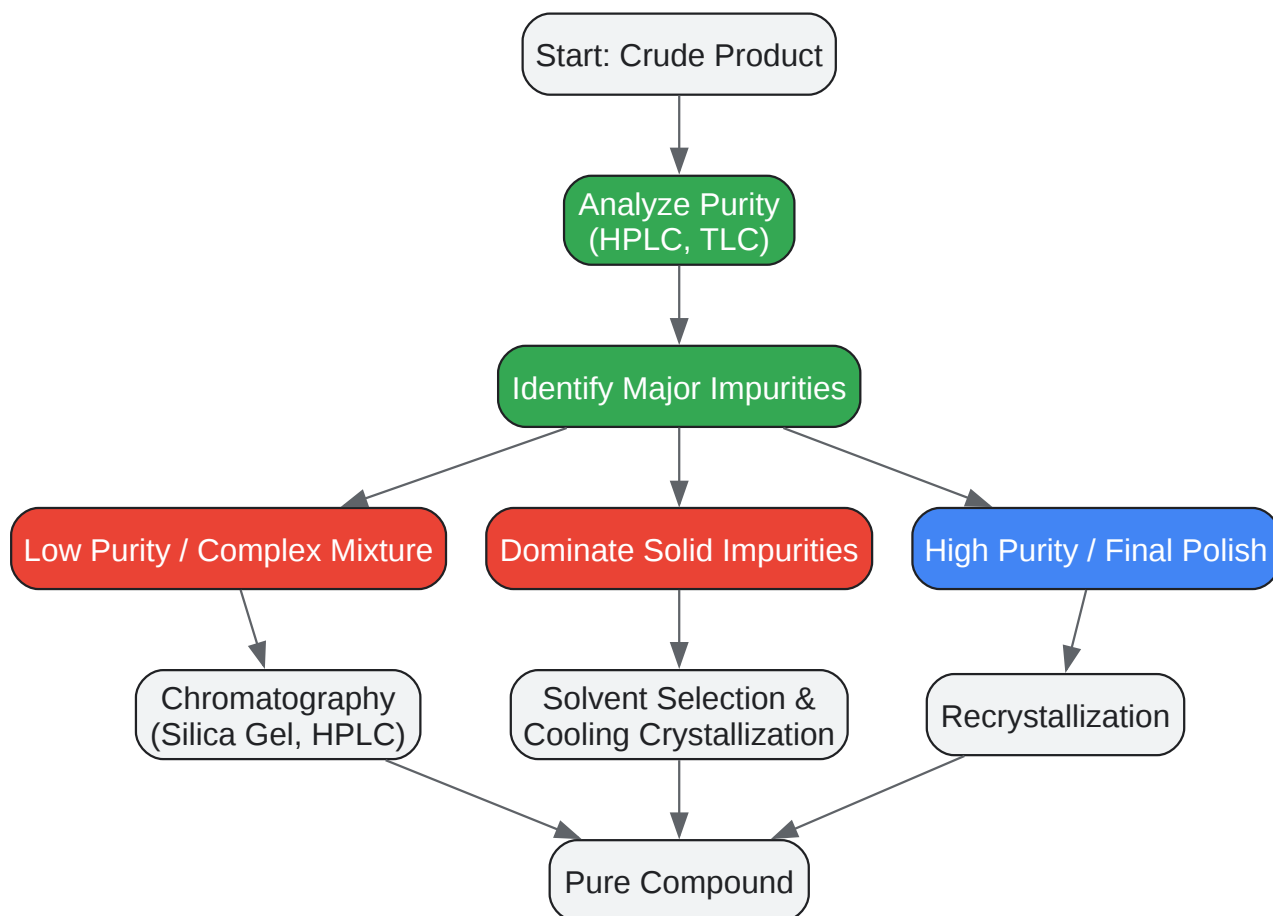 Start: Crude Product
Analyze Purity
(HPLC, TLC)
Identify Major Impurities
Low Purity / Complex Mixture
Dominate Solid Impurities
High Purity / Final Polish
Chromatography
(Silica Gel, HPLC)
Solvent Selection &
Cooling Crystallization
Recrystallization
Pure Compound